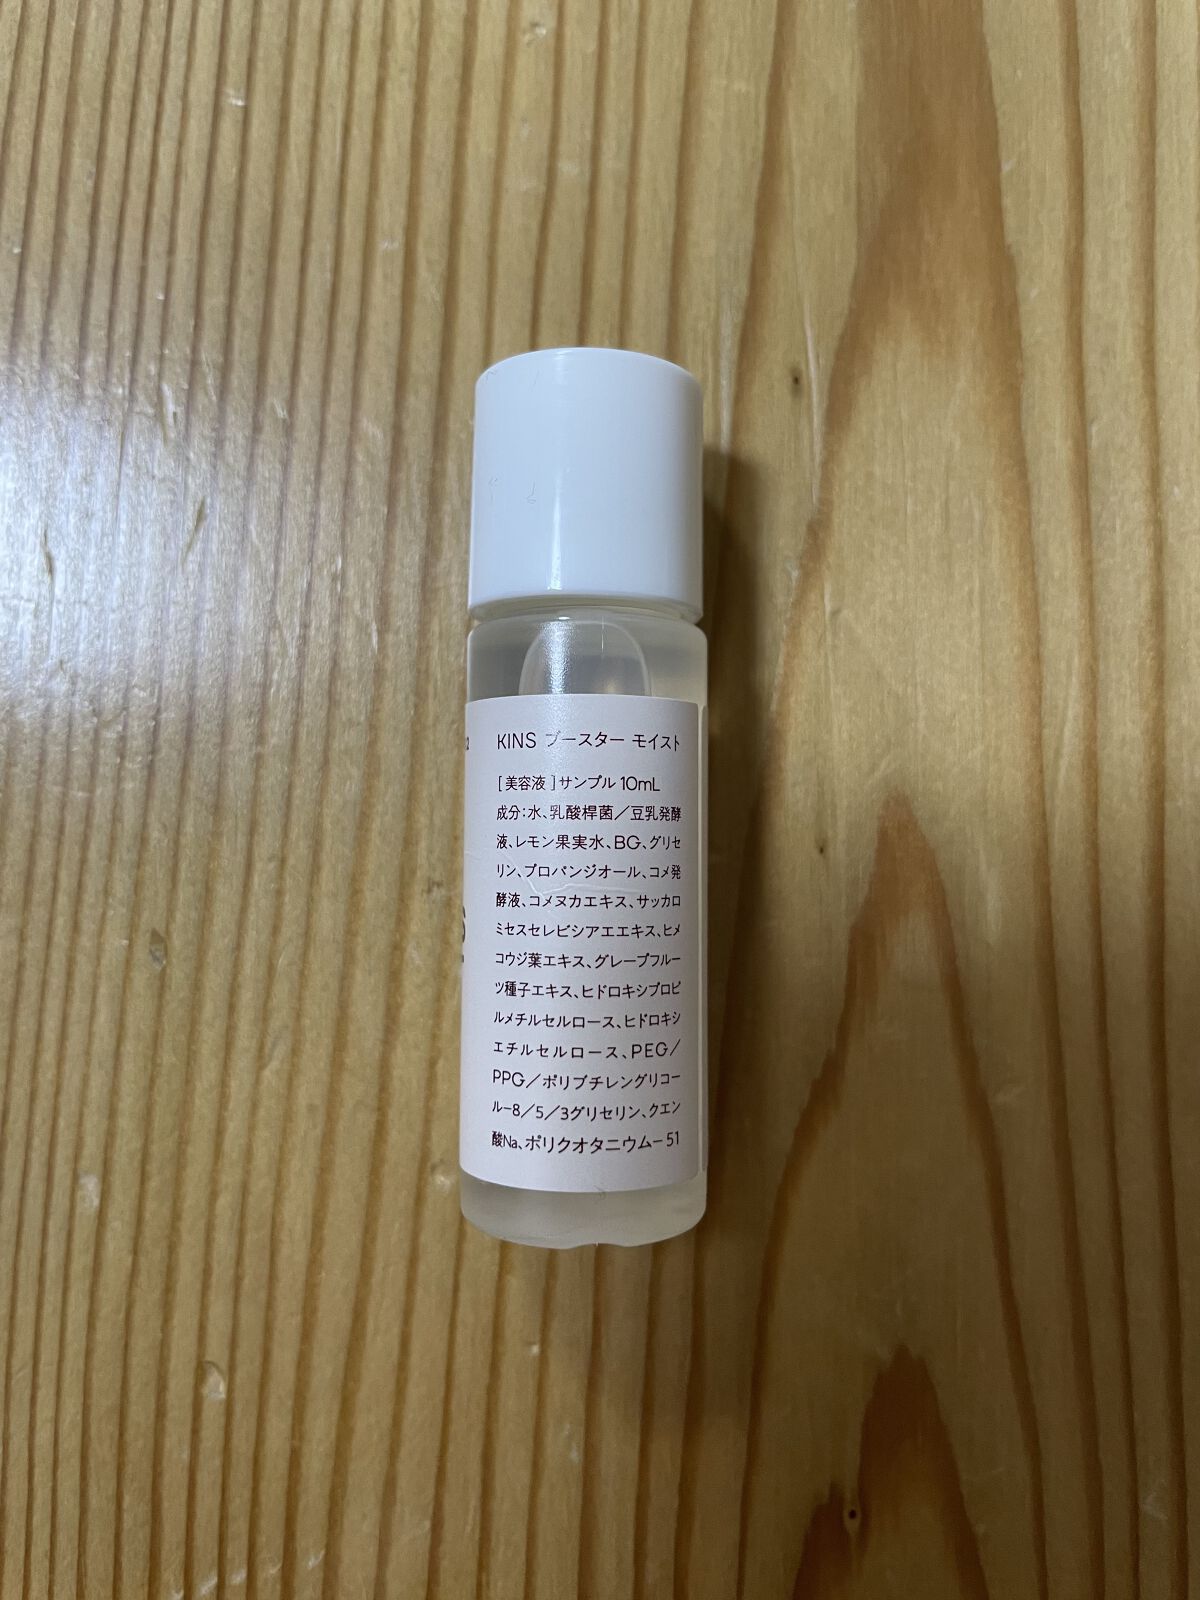 KINS ブースター モイスト
[美容液]サンプル10mL
成分:水、乳酸桿菌/豆乳発酵
液、レモン果実水、BG、グリセ
リン、プロパンジオール、コメ発
酵液、コメヌカエキス、サッカロ
ミセスセレビシアエエキス、ヒメ
コウジ葉エキス、グレープフルー
ツ種子エキス、ヒドロキシプロピ
ルメチルセルロース、ヒドロキシ
エチルセルロース、PEG/
PPG/ポリブチレングリコー
ル-8/5/3グリセリン、クエン
酸Na、ポリクオタニウム-51